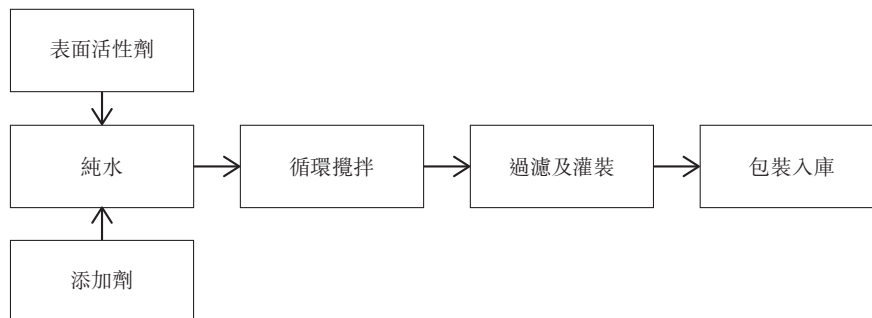 表面活性劑
純水
循環攪拌
過濾及灌裝
包裝入庫
添加劑